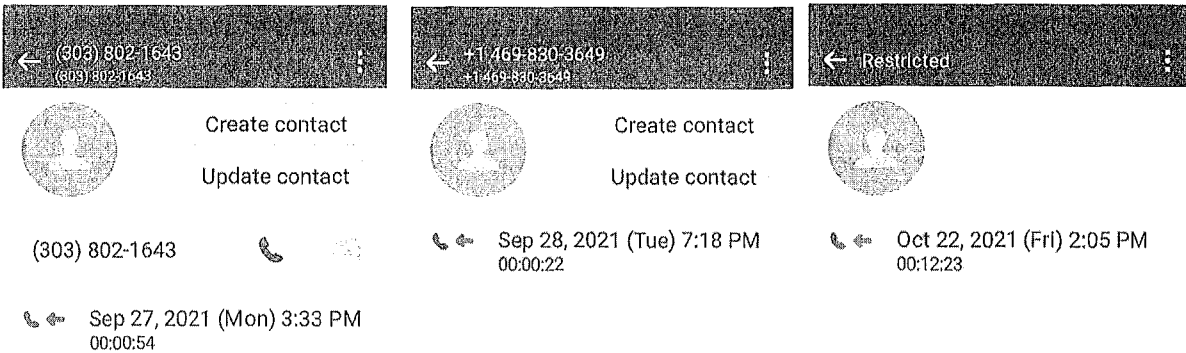 (303) 802-1643
(303) 802-1643
Create contact
Update contact
(303) 802-1643
Sep 27, 2021 (Mon) 3:33 PM
00:00:54
+1 469-830-3649
+1 469-830-3649
Create contact
Update contact
Sep 28, 2021 (Tue) 7:18 PM
00:00:22
Restricted
Oct 22, 2021 (Fri) 2:05 PM
00:12:23